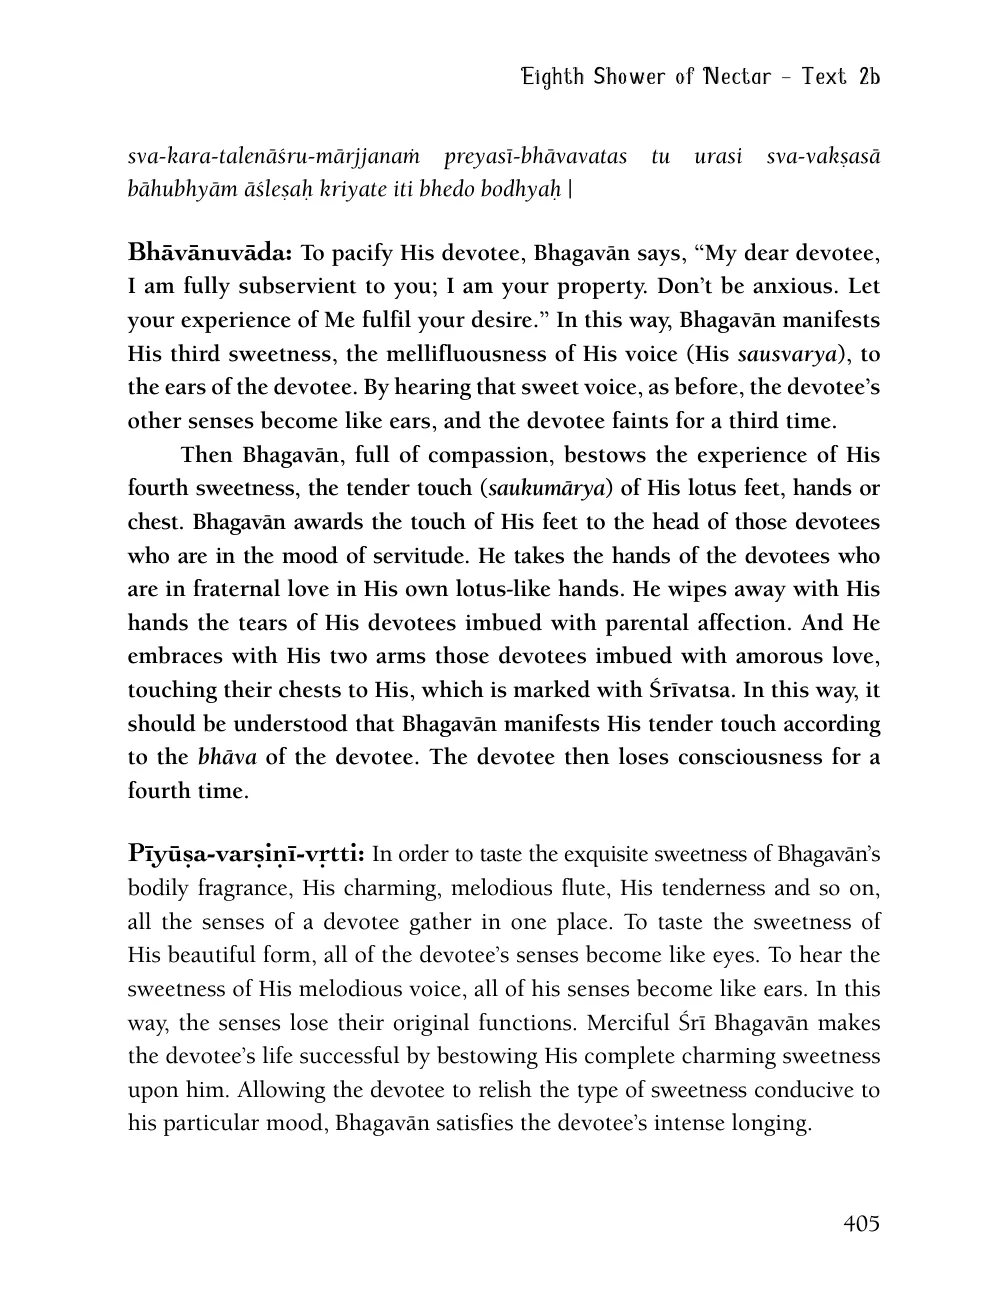 Eighth Shower of Nectar – Text 2b
sva-kara-talenāśru-mārjjanaṁ preyasī-bhāvavatas tu urasi sva-vakṣasā
bāhubhyām āśleṣaḥ kriyate iti bhedo bodhyaḥ |
Bhāvānuvāda: To pacify His devotee, Bhagavān says, “My dear devotee,
I am fully subservient to you; I am your property. Don’t be anxious. Let
your experience of Me fulfil your desire.” In this way, Bhagavān manifests
His third sweetness, the mellifluousness of His voice (His sausvarya), to
the ears of the devotee. By hearing that sweet voice, as before, the devotee’s
other senses become like ears, and the devotee faints for a third time.
Then Bhagavān, full of compassion, bestows the experience of His
fourth sweetness, the tender touch (saukumārya) of His lotus feet, hands or
chest. Bhagavān awards the touch of His feet to the head of those devotees
who are in the mood of servitude. He takes the hands of the devotees who
are in fraternal love in His own lotus-like hands. He wipes away with His
hands the tears of His devotees imbued with parental affection. And He
embraces with His two arms those devotees imbued with amorous love,
touching their chests to His, which is marked with Śrīvatsa. In this way, it
should be understood that Bhagavān manifests His tender touch according
to the bhāva of the devotee. The devotee then loses consciousness for a
fourth time.
Pīyūṣa-varṣiṇī-vṛtti: In order to taste the exquisite sweetness of Bhagavān’s
bodily fragrance, His charming, melodious flute, His tenderness and so on,
all the senses of a devotee gather in one place. To taste the sweetness of
His beautiful form, all of the devotee’s senses become like eyes. To hear the
sweetness of His melodious voice, all of his senses become like ears. In this
way, the senses lose their original functions. Merciful Śrī Bhagavān makes
the devotee’s life successful by bestowing His complete charming sweetness
upon him. Allowing the devotee to relish the type of sweetness conducive to
his particular mood, Bhagavān satisfies the devotee’s intense longing.
405